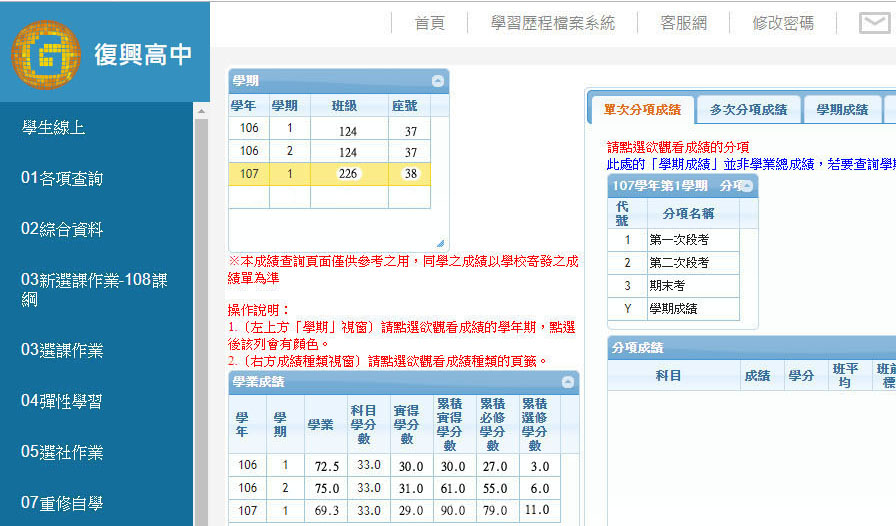 復興高中
首頁
學習歷程檔案系統
客服網
修改密碼
學生線上
01各項查詢
02綜合資料
03新選課作業-108課
綱
03選課作業
04彈性學習
05選社作業
07重修自學
學期
學年 學期 班級 座號
106 1 124 37
106 2 124 37
107 1 226 38
※本成績查詢頁面僅供參考之用，同學之成績以學校寄發之成
績單為準
操作說明：
1.〔左上方「學期」視窗〕請點選欲觀看成績的學年期，點選
後該列會有顏色。
2.〔右方成績種類視窗〕請點選欲觀看成績種類的頁籤。
學業成績
學年 學期 學業 科目學分數 實得學分數 累積實得學分數 累積必修學分數 累積選修學分數
106 1 72.5 33.0 30.0 30.0 27.0 3.0
106 2 75.0 33.0 31.0 61.0 55.0 6.0
107 1 69.3 33.0 29.0 90.0 79.0 11.0
單次分項成績 多次分項成績 學期成績
請點選欲觀看成績的分項
此處的「學期成績」並非學業總成績，若要查詢學
107學年第1學期 分項
代號 分項名稱
1 第一次段考
2 第二次段考
3 期末考
Y 學期成績
分項成績
科目 成績 學分 班平均